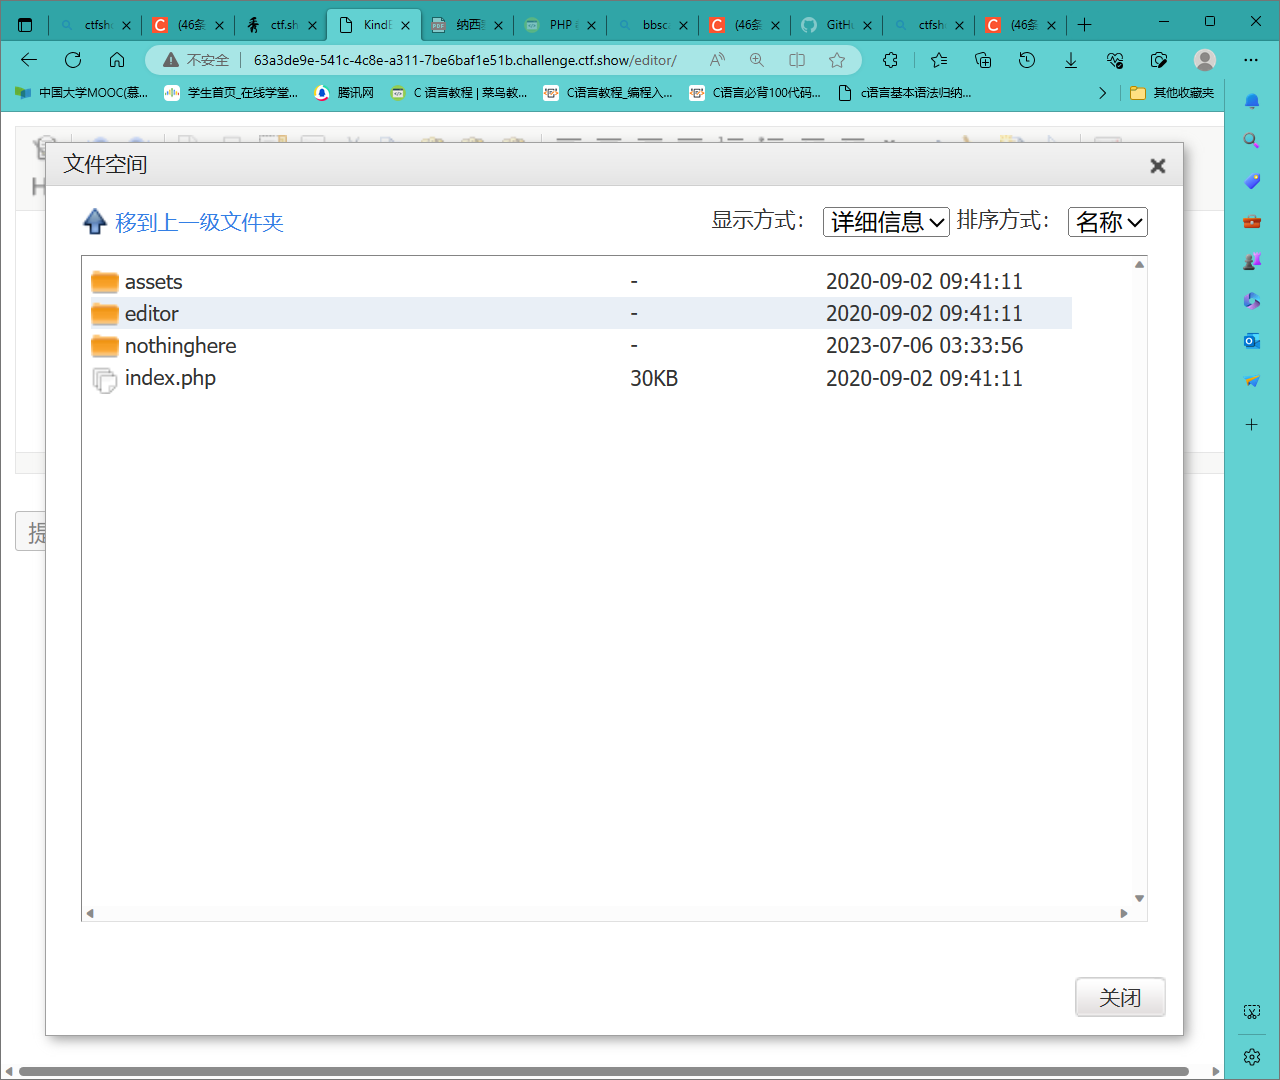 ctfsh
(46条
ctf.sh
KindE
纳西
PHP
bbsc
(46条
GitHu
ctfsh
(46条
不安全
63a3de9e-541c-4c8e-a311-7be6baf1e51b.challenge.ctf.show/editor/
中国大学MOOC(慕...
学生首页_在线学堂...
腾讯网
C 语言教程 | 菜鸟教...
C语言教程_编程入...
C语言必背100代码...
c语言基本语法归纳...
其他收藏夹
文件空间
移到上一级文件夹
显示方式： 详细信息 排序方式： 名称
assets - 2020-09-02 09:41:11
editor - 2020-09-02 09:41:11
nothinghere - 2023-07-06 03:33:56
index.php 30KB 2020-09-02 09:41:11
提
关闭